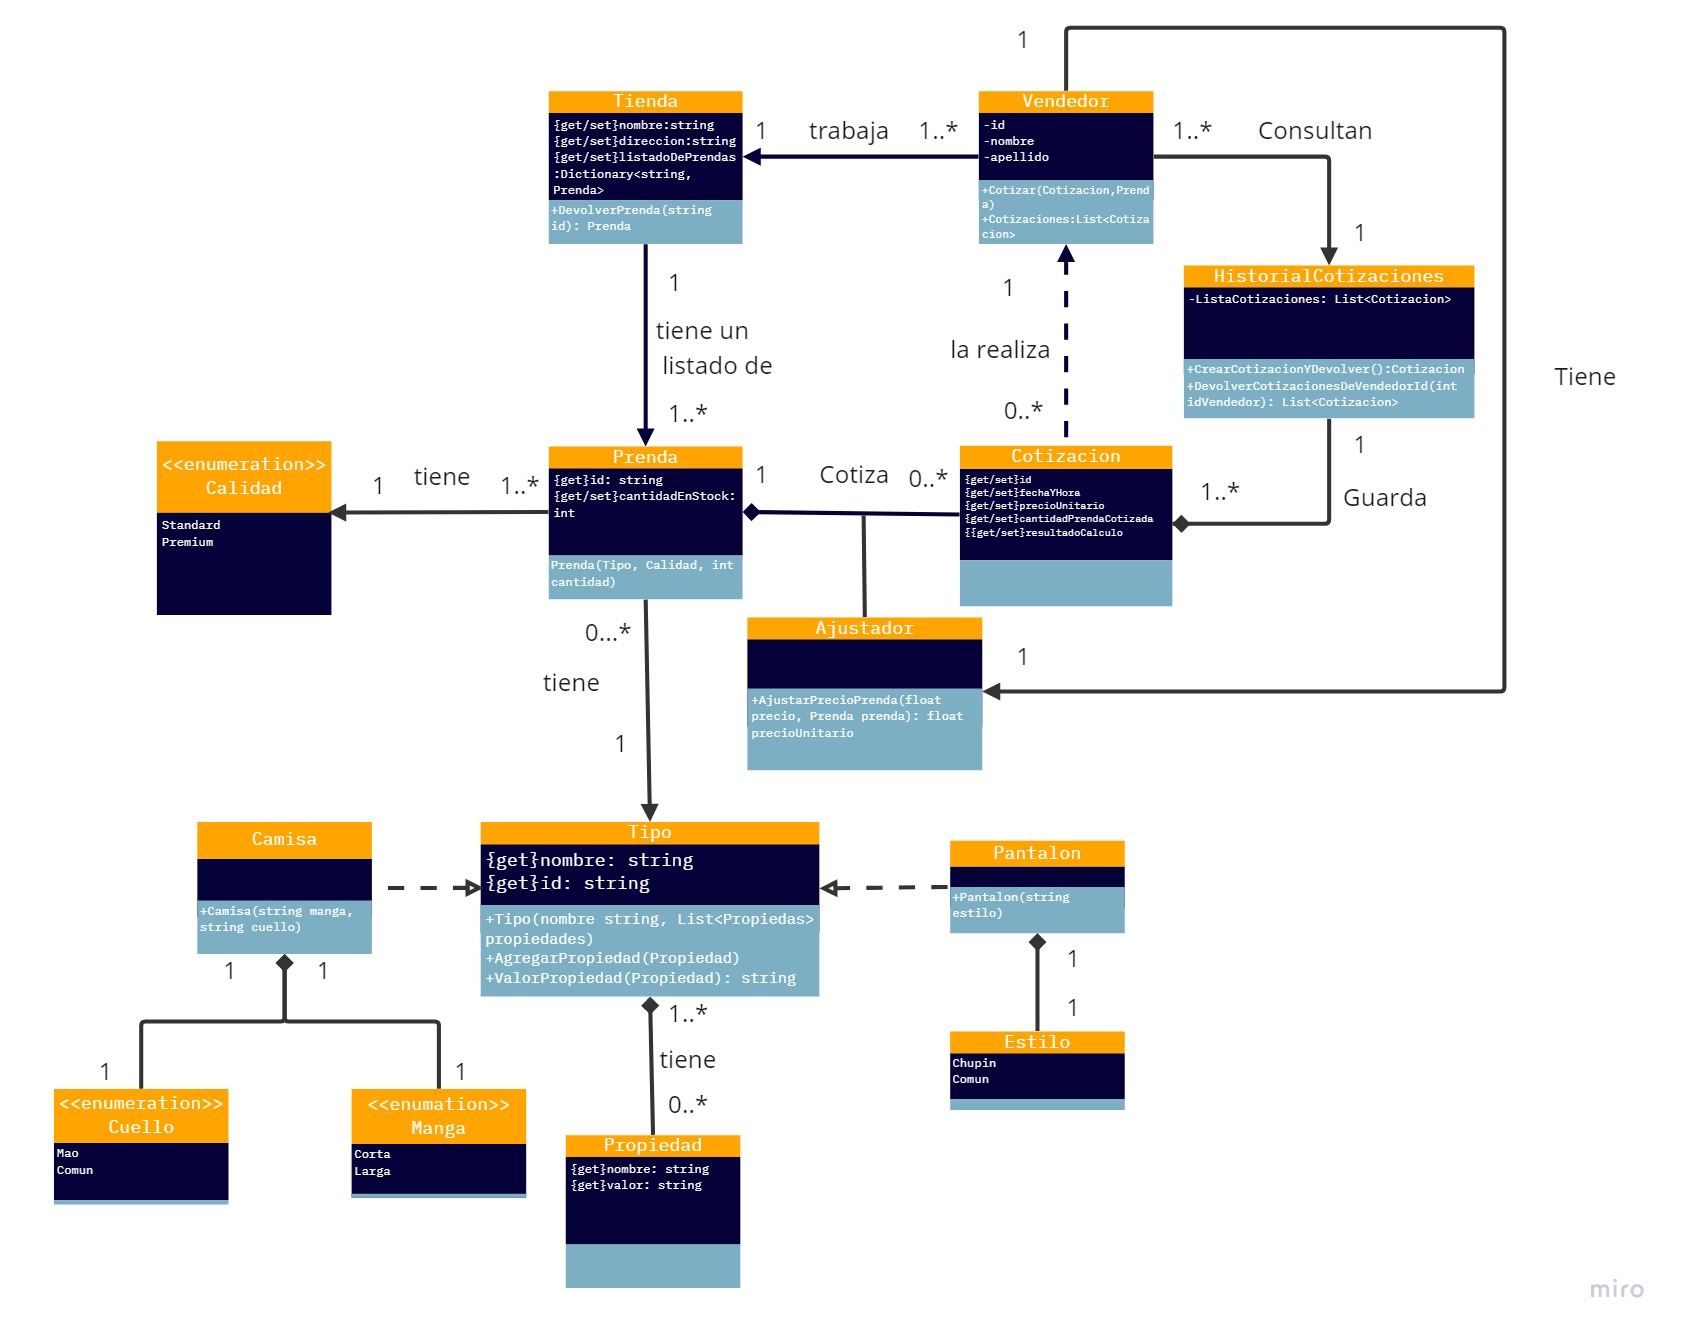 1
Tienda
{get/set}nombre:string
{get/set}direccion:string
{get/set}listadoDePrendas
:Dictionary<string,
Prenda>
+DevolverPrenda(string
id): Prenda
1
trabaja
1..*
Vendedor
-id
-nombre
-apellido
+Cotizar(Cotizacion,Prend
a)
+Cotizaciones:List<Cotiza
cion>
1..*
Consultan
1
HistorialCotizaciones
-ListaCotizaciones: List<Cotizacion>
+CrearCotizacionYDevolver():Cotizacion
+DevolverCotizacionesDeVendedorId(int
idVendedor): List<Cotizacion>
1
tiene un
listado de
1..*
1
la realiza
0..*
Tiene
<<enumeration>>
Calidad
Standard
Premium
1
tiene
1..*
Prenda
{get}id: string
{get/set}cantidadEnStock:
int
Prenda(Tipo, Calidad, int
cantidad)
1
Cotiza
0..*
Cotizacion
{get/set}id
{get/set}fechaYHora
{get/set}precioUnitario
{get/set}cantidadPrendaCotizada
{{get/set}resultadoCalculo
1
1..*
Guarda
0...*
tiene
1
Ajustador
+AjustarPrecioPrenda(float
precio, Prenda prenda): float
precioUnitario
1
Camisa
+Camisa(string manga,
string cuello)
Tipo
{get}nombre: string
{get}id: string
+Tipo(nombre string, List<Propiedas>
propiedades)
+AgregarPropiedad(Propiedad)
+ValorPropiedad(Propiedad): string
Pantalon
+Pantalon(string
estilo)
1
1
1
1
1..*
tiene
0..*
1
1
<<enumeration>>
Cuello
Mao
Comun
<<enumation>>
Manga
Corta
Larga
Estilo
Chupin
Comun
Propiedad
{get}nombre: string
{get}valor: string
miro